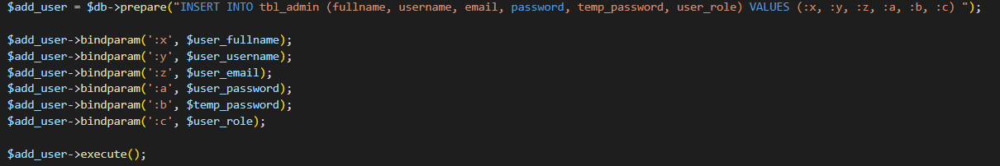 $add_user = $db->prepare("INSERT INTO tbl_admin (fullname, username, email, password, temp_password, user_role) VALUES (:x, :y, :z, :a, :b, :c) ");
$add_user->bindparam(':x', $user_fullname);
$add_user->bindparam(':y', $user_username);
$add_user->bindparam(':z', $user_email);
$add_user->bindparam(':a', $user_password);
$add_user->bindparam(':b', $temp_password);
$add_user->bindparam(':c', $user_role);
$add_user->execute();